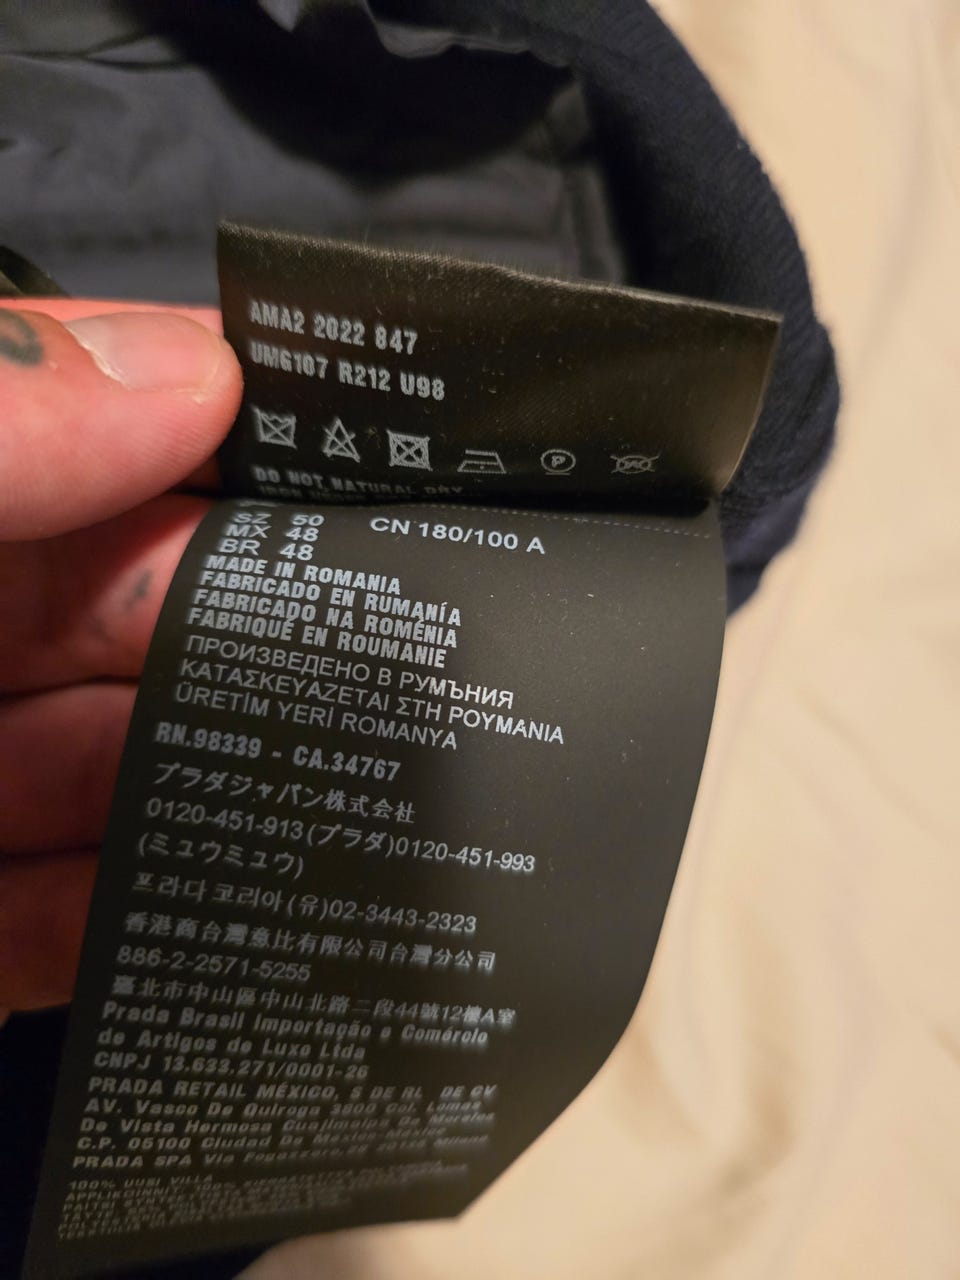 AMA2 2022 847
UM6107 R212 U98
DO NOT NATURAL DRY
SZ 50 CN 180/100 A
MX 48
BR 48
MADE IN ROMANIA
FABRICADO EN RUMANÍA
FABRICADO NA ROMÉNIA
FABRIQUÉ EN ROUMANIE
ПРОИЗВЕДЕНО В РУМЪНИЯ
ΚΑΤΑΣΚΕΥΑΖΕΤΑΙ ΣΤΗ ΡΟΥΜΑΝΙΑ
ÜRETİM YERİ ROMANYA
RN.98339 - CA.34767
プラダジャパン株式会社
0120-451-913(プラダ)0120-451-993
(ミュウミュウ)
프라다코리아(유)02-3443-2323
香港商台灣意比有限公司台灣分公司
886-2-2571-5255
臺北市中山區中山北路二段44號12樓A室
Prada Brasil Importação e Comércio
de Artigos de Luxo Ltda
CNPJ 13.633.271/0001-26
PRADA RETAIL MÉXICO, S DE RL DE CV
AV. Vasco De Quiroga 3800 Col. Lomas
De Vista Hermosa Cuajimalpa De Morelos
C.P. 05100 Ciudad De México México
PRADA SPA Via Fogazzaro, 28 Milano
100% UUSI VILLA